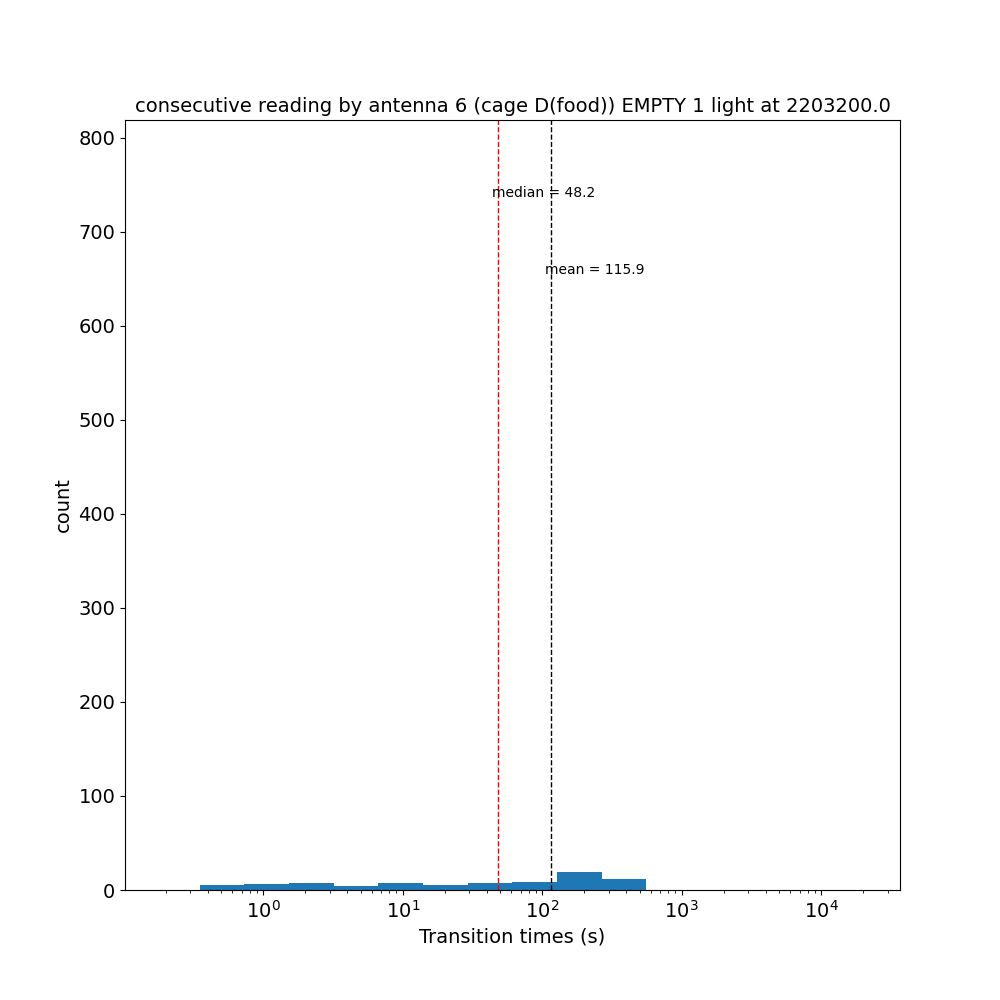 consecutive reading by antenna 6 (cage D(food)) EMPTY 1 light at 2203200.0
800
700
600
500
400
300
200
100
0
count
median = 48.2
mean = 115.9
10⁰ 10¹ 10² 10³ 10⁴
Transition times (s)